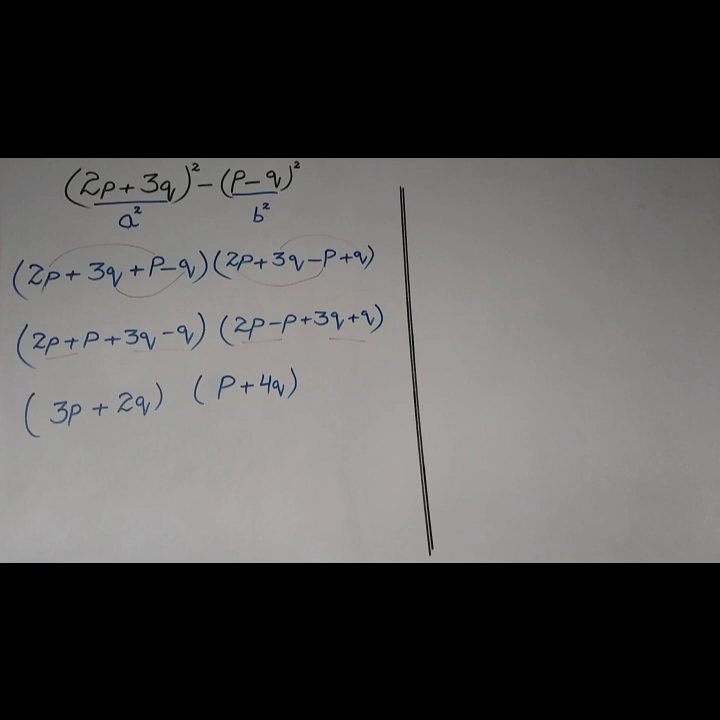 (2p+3q)² - (p-q)²
a² b²
(2p+3q+p-q)(2p+3q-p+q)
(2p+p+3q-q) (2p-p+3q+q)
(3p+2q) (p+4q)